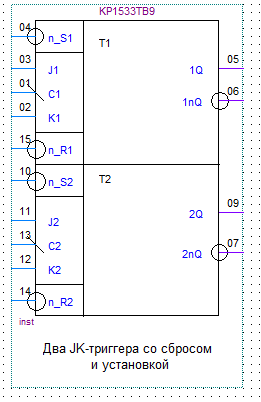 KP1533TB9
04 n_S1 T1
03 J1 1Q 05
01 C1 1nQ 06
02 K1
15 n_R1
10 n_S2 T2
11 J2 2Q 09
13 C2 2nQ 07
12 K2
14 n_R2
inst
Два JK-триггера со сбросом
и установкой